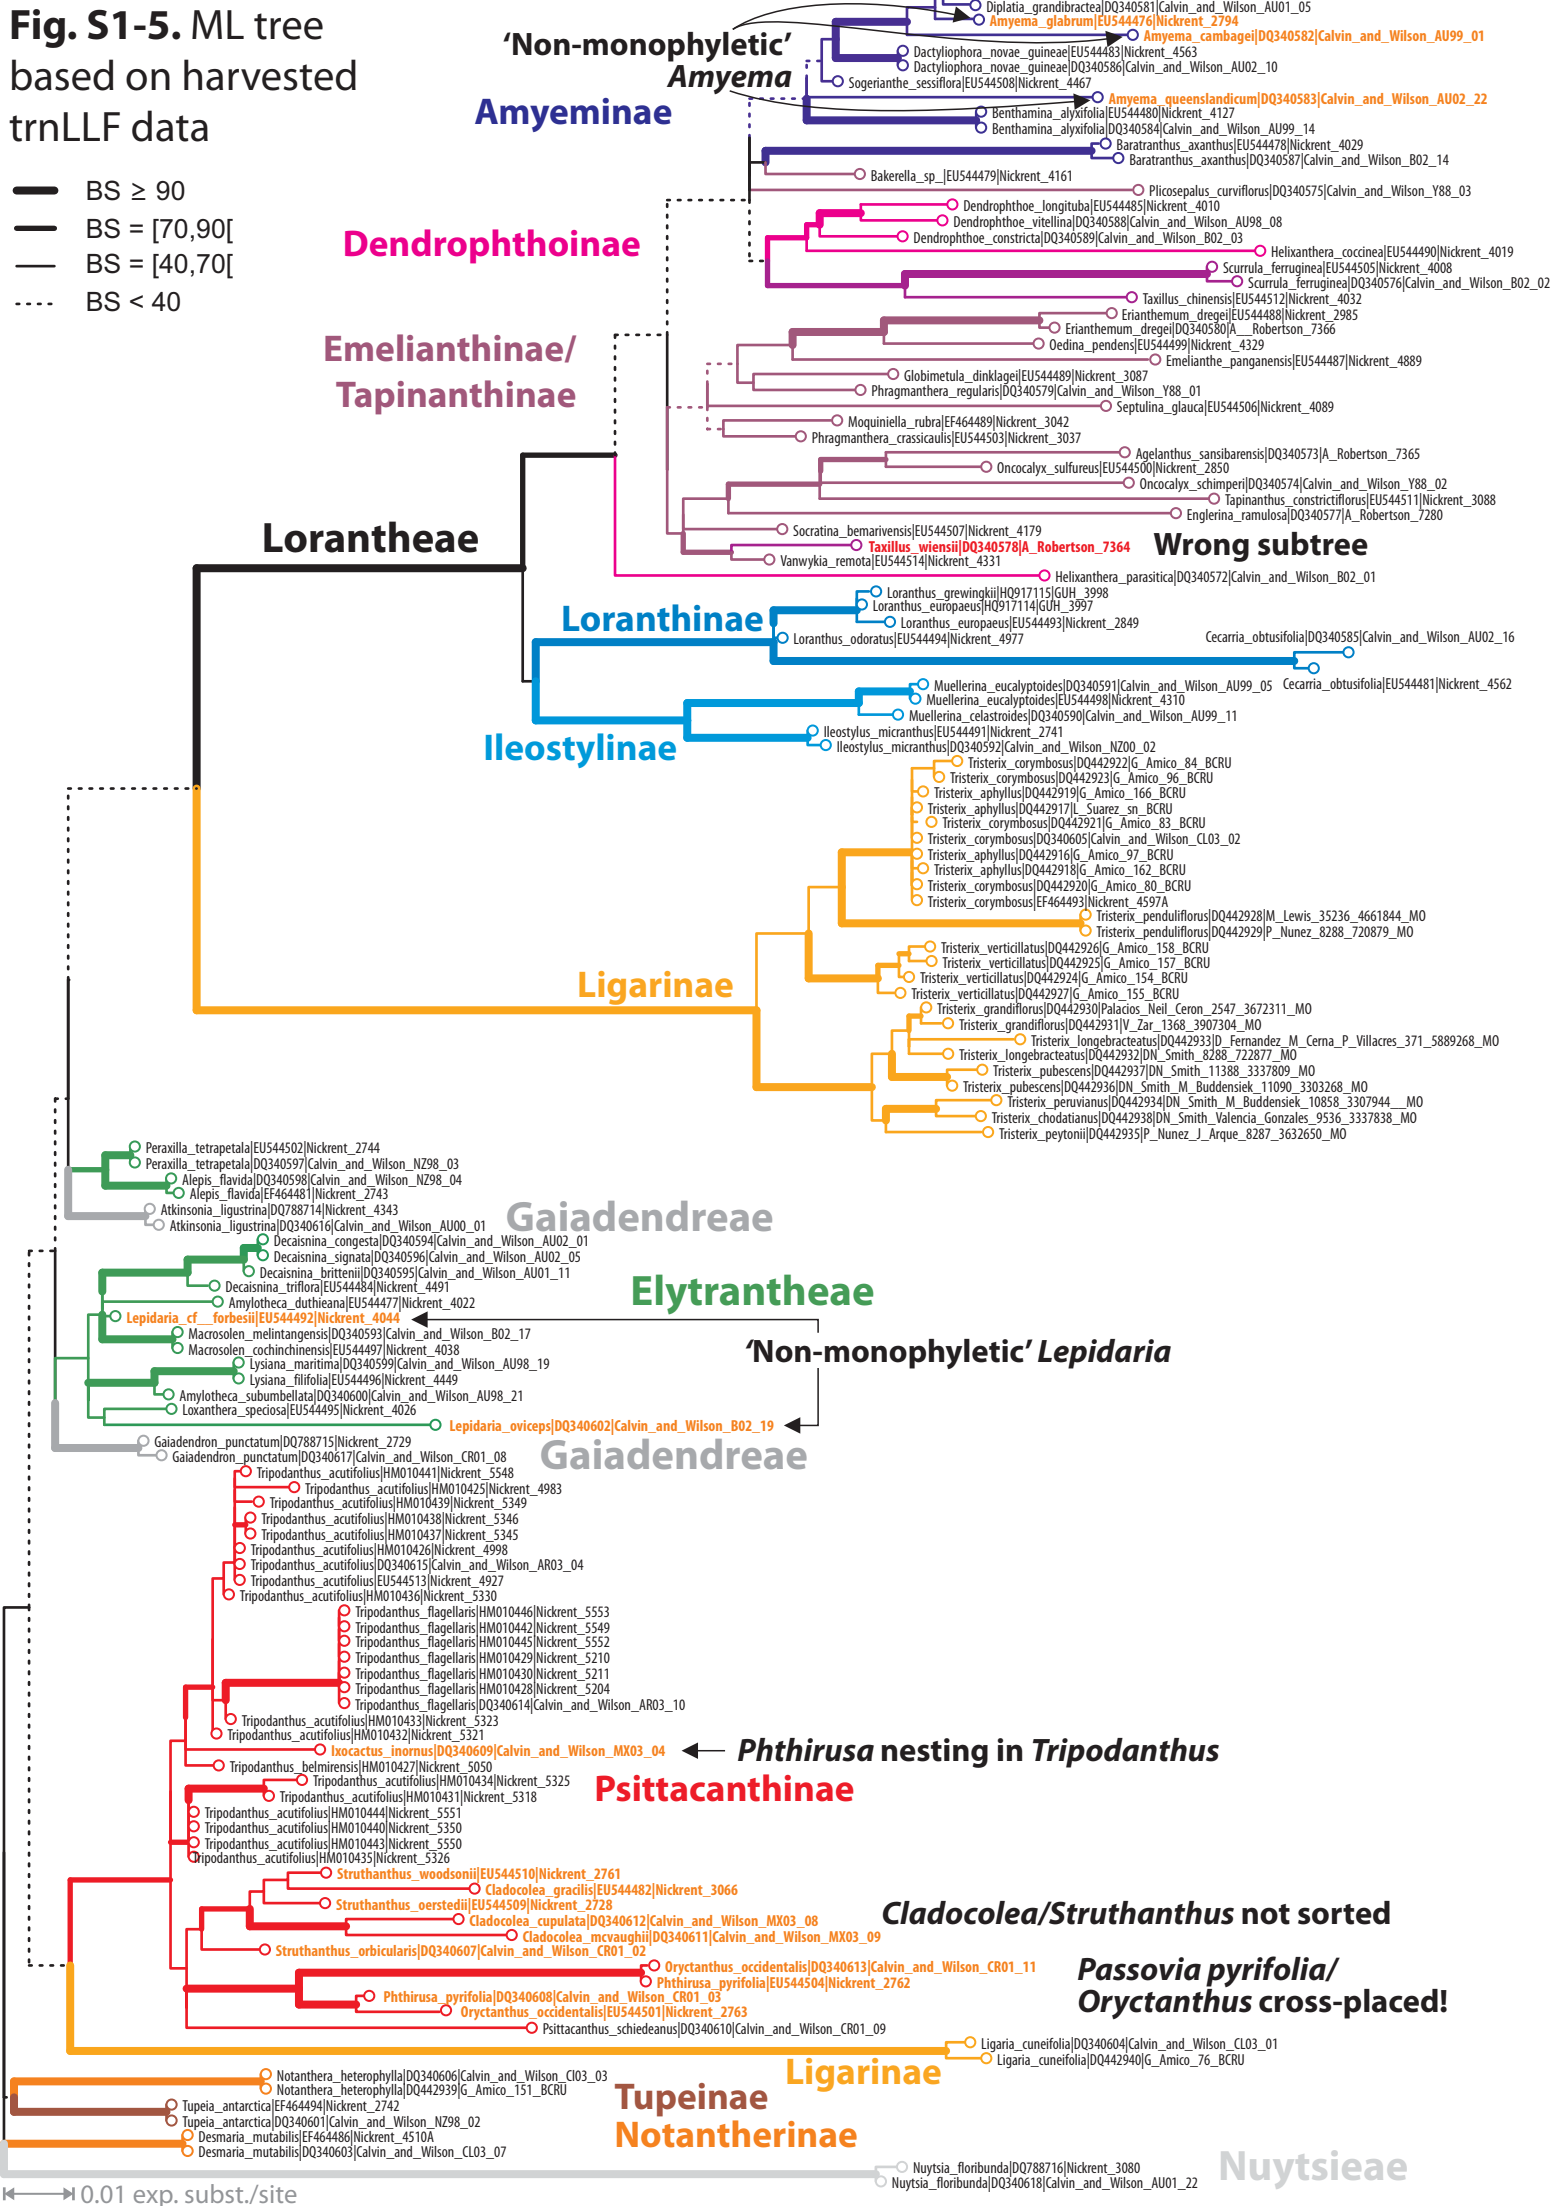 Fig. S1-5. ML tree
based on harvested
trnLLF data
BS ≥ 90
BS = [70,90[
BS = [40,70[
BS < 40
Diplatia_grandibractea|DQ340581|Calvin_and_Wilson_AU01_05
Amyema_glabrum|EU544476|Nickrent_2794
Amyema_cambagei|DQ340582|Calvin_and_Wilson_AU99_01
'Non-monophyletic'
Amyema
Dactyliophora_novae_guineae|EU544483|Nickrent_4563
Dactyliophora_novae_guineae|DQ340586|Calvin_and_Wilson_AU02_10
Sogerianthe_sessiflora|EU544508|Nickrent_4467
Amyema_queenslandicum|DQ340583|Calvin_and_Wilson_AU02_22
Amyeminae
Benthamina_alyxifolia|EU544480|Nickrent_4127
Benthamina_alyxifolia|DQ340584|Calvin_and_Wilson_AU99_14
Baratranthus_axanthus|EU544478|Nickrent_4029
Baratranthus_axanthus|DQ340587|Calvin_and_Wilson_B02_14
Bakerella_sp_|EU544479|Nickrent_4161
Plicosepalus_curviflorus|DQ340575|Calvin_and_Wilson_Y88_03
Dendrophthoe_longituba|EU544485|Nickrent_4010
Dendrophthoe_vitellina|DQ340588|Calvin_and_Wilson_AU98_08
Dendrophthoe_constricta|DQ340589|Calvin_and_Wilson_B02_03
Dendrophthoinae
Helixanthera_coccinea|EU544490|Nickrent_4019
Scurrula_ferruginea|EU544505|Nickrent_4008
Scurrula_ferruginea|DQ340576|Calvin_and_Wilson_B02_02
Taxillus_chinensis|EU544512|Nickrent_4032
Erianthemum_dregei|EU544488|Nickrent_2985
Erianthemum_dregei|DQ340580|A__Robertson_7366
Oedina_pendens|EU544499|Nickrent_4329
Emelianthinae/
Tapinanthinae
Emelianthe_panganensis|EU544487|Nickrent_4889
Globimetula_dinklagei|EU544489|Nickrent_3087
Phragmanthera_regularis|DQ340579|Calvin_and_Wilson_Y88_01
Septulina_glauca|EU544506|Nickrent_4089
Moquiniella_rubra|EF464489|Nickrent_3042
Phragmanthera_crassicaulis|EU544503|Nickrent_3037
Agelanthus_sansibarensis|DQ340573|A_Robertson_7365
Oncocalyx_sulfureus|EU544500|Nickrent_2850
Oncocalyx_schimperi|DQ340574|Calvin_and_Wilson_Y88_02
Tapinanthus_constrictiflorus|EU544511|Nickrent_3088
Englerina_ramulosa|DQ340577|A_Robertson_7280
Socratina_bemarivensis|EU544507|Nickrent_4179
Lorantheae
Taxillus_wiensii|DQ340578|A_Robertson_7364
Wrong subtree
Vanwykia_remota|EU544514|Nickrent_4331
Helixanthera_parasitica|DQ340572|Calvin_and_Wilson_B02_01
Loranthus_grewingkii|HQ917115|GUH_3998
Loranthus_europaeus|HQ917114|GUH_3997
Loranthus_europaeus|EU544493|Nickrent_2849
Loranthinae
Loranthus_odoratus|EU544494|Nickrent_4977
Cecarria_obtusifolia|DQ340585|Calvin_and_Wilson_AU02_16
Cecarria_obtusifolia|EU544481|Nickrent_4562
Muellerina_eucalyptoides|DQ340591|Calvin_and_Wilson_AU99_05
Muellerina_eucalyptoides|EU544498|Nickrent_4310
Muellerina_celastroides|DQ340590|Calvin_and_Wilson_AU99_11
Ileostylus_micranthus|EU544491|Nickrent_2741
Ileostylus_micranthus|DQ340592|Calvin_and_Wilson_NZ00_02
Ileostylinae
Tristerix_corymbosus|DQ442922|G_Amico_84_BCRU
Tristerix_corymbosus|DQ442923|G_Amico_96_BCRU
Tristerix_aphyllus|DQ442919|G_Amico_166_BCRU
Tristerix_aphyllus|DQ442917|L_Suarez_sn_BCRU
Tristerix_corymbosus|DQ442921|G_Amico_83_BCRU
Tristerix_corymbosus|DQ340605|Calvin_and_Wilson_CL03_02
Tristerix_aphyllus|DQ442916|G_Amico_97_BCRU
Tristerix_aphyllus|DQ442918|G_Amico_162_BCRU
Tristerix_corymbosus|DQ442920|G_Amico_80_BCRU
Tristerix_corymbosus|EF464493|Nickrent_4597A
Tristerix_penduliflorus|DQ442928|M_Lewis_35236_4661844_MO
Tristerix_penduliflorus|DQ442929|P_Nunez_8288_720879_MO
Tristerix_verticillatus|DQ442926|G_Amico_158_BCRU
Tristerix_verticillatus|DQ442925|G_Amico_157_BCRU
Tristerix_verticillatus|DQ442924|G_Amico_154_BCRU
Tristerix_verticillatus|DQ442927|G_Amico_155_BCRU
Ligarinae
Tristerix_grandiflorus|DQ442930|Palacios_Neil_Ceron_2547_3672311_MO
Tristerix_grandiflorus|DQ442931|V_Zar_1368_3907304_MO
Tristerix_longebracteatus|DQ442933|D_Fernandez_M_Cerna_P_Villacres_371_5889268_MO
Tristerix_longebracteatus|DQ442932|DN_Smith_8288_722877_MO
Tristerix_pubescens|DQ442937|DN_Smith_11388_3337809_MO
Tristerix_pubescens|DQ442936|DN_Smith_M_Buddensiek_11090_3303268_MO
Tristerix_peruvianus|DQ442934|DN_Smith_M_Buddensiek_10858_3307944__MO
Tristerix_chodatianus|DQ442938|DN_Smith_Valencia_Gonzales_9536_3337838_MO
Tristerix_peytonii|DQ442935|P_Nunez_J_Arque_8287_3632650_MO
Peraxilla_tetrapetala|EU544502|Nickrent_2744
Peraxilla_tetrapetala|DQ340597|Calvin_and_Wilson_NZ98_03
Alepis_flavida|DQ340598|Calvin_and_Wilson_NZ98_04
Alepis_flavida|EF464481|Nickrent_2743
Atkinsonia_ligustrina|DQ788714|Nickrent_4343
Atkinsonia_ligustrina|DQ340616|Calvin_and_Wilson_AU00_01
Gaiadendreae
Decaisnina_congesta|DQ340594|Calvin_and_Wilson_AU02_01
Decaisnina_signata|DQ340596|Calvin_and_Wilson_AU02_05
Decaisnina_brittenii|DQ340595|Calvin_and_Wilson_AU01_11
Decaisnina_triflora|EU544484|Nickrent_4491
Elytrantheae
Amylotheca_duthieana|EU544477|Nickrent_4022
Lepidaria_cf__forbesii|EU544492|Nickrent_4044
Macrosolen_melintangensis|DQ340593|Calvin_and_Wilson_B02_17
Macrosolen_cochinchinensis|EU544497|Nickrent_4038
'Non-monophyletic' Lepidaria
Lysiana_maritima|DQ340599|Calvin_and_Wilson_AU98_19
Lysiana_filifolia|EU544496|Nickrent_4449
Amylotheca_subumbellata|DQ340600|Calvin_and_Wilson_AU98_21
Loxanthera_speciosa|EU544495|Nickrent_4026
Lepidaria_oviceps|DQ340602|Calvin_and_Wilson_B02_19
Gaiadendron_punctatum|DQ788715|Nickrent_2729
Gaiadendron_punctatum|DQ340617|Calvin_and_Wilson_CR01_08
Gaiadendreae
Tripodanthus_acutifolius|HM010441|Nickrent_5548
Tripodanthus_acutifolius|HM010425|Nickrent_4983
Tripodanthus_acutifolius|HM010439|Nickrent_5349
Tripodanthus_acutifolius|HM010438|Nickrent_5346
Tripodanthus_acutifolius|HM010437|Nickrent_5345
Tripodanthus_acutifolius|HM010426|Nickrent_4998
Tripodanthus_acutifolius|DQ340615|Calvin_and_Wilson_AR03_04
Tripodanthus_acutifolius|EU544513|Nickrent_4927
Tripodanthus_acutifolius|HM010436|Nickrent_5330
Tripodanthus_flagellaris|HM010446|Nickrent_5553
Tripodanthus_flagellaris|HM010442|Nickrent_5549
Tripodanthus_flagellaris|HM010445|Nickrent_5552
Tripodanthus_flagellaris|HM010429|Nickrent_5210
Tripodanthus_flagellaris|HM010430|Nickrent_5211
Tripodanthus_flagellaris|HM010428|Nickrent_5204
Tripodanthus_flagellaris|DQ340614|Calvin_and_Wilson_AR03_10
Tripodanthus_acutifolius|HM010433|Nickrent_5323
Tripodanthus_acutifolius|HM010432|Nickrent_5321
Ixocactus_inornus|DQ340609|Calvin_and_Wilson_MX03_04
Phthirusa nesting in Tripodanthus
Tripodanthus_belmirensis|HM010427|Nickrent_5050
Tripodanthus_acutifolius|HM010434|Nickrent_5325
Psittacanthinae
Tripodanthus_acutifolius|HM010431|Nickrent_5318
Tripodanthus_acutifolius|HM010444|Nickrent_5551
Tripodanthus_acutifolius|HM010440|Nickrent_5350
Tripodanthus_acutifolius|HM010443|Nickrent_5550
Tripodanthus_acutifolius|HM010435|Nickrent_5326
Struthanthus_woodsonii|EU544510|Nickrent_2761
Cladocolea_gracilis|EU544482|Nickrent_3066
Struthanthus_oerstedii|EU544509|Nickrent_2728
Cladocolea/Struthanthus not sorted
Cladocolea_cupulata|DQ340612|Calvin_and_Wilson_MX03_08
Cladocolea_mcvaughii|DQ340611|Calvin_and_Wilson_MX03_09
Struthanthus_orbicularis|DQ340607|Calvin_and_Wilson_CR01_02
Oryctanthus_occidentalis|DQ340613|Calvin_and_Wilson_CR01_11
Phthirusa_pyrifolia|EU544504|Nickrent_2762
Passovia pyrifolia/
Oryctanthus cross-placed!
Phthirusa_pyrifolia|DQ340608|Calvin_and_Wilson_CR01_03
Oryctanthus_occidentalis|EU544501|Nickrent_2763
Psittacanthus_schiedeanus|DQ340610|Calvin_and_Wilson_CR01_09
Ligaria_cuneifolia|DQ340604|Calvin_and_Wilson_CL03_01
Ligaria_cuneifolia|DQ442940|G_Amico_76_BCRU
Ligarinae
Notanthera_heterophylla|DQ340606|Calvin_and_Wilson_Cl03_03
Notanthera_heterophylla|DQ442939|G_Amico_151_BCRU
Tupeinae
Tupeia_antarctica|EF464494|Nickrent_2742
Tupeia_antarctica|DQ340601|Calvin_and_Wilson_NZ98_02
Notantherinae
Desmaria_mutabilis|EF464486|Nickrent_4510A
Desmaria_mutabilis|DQ340603|Calvin_and_Wilson_CL03_07
Nuytsia_floribunda|DQ788716|Nickrent_3080
Nuytsia_floribunda|DQ340618|Calvin_and_Wilson_AU01_22
Nuytsieae
0.01 exp. subst./site